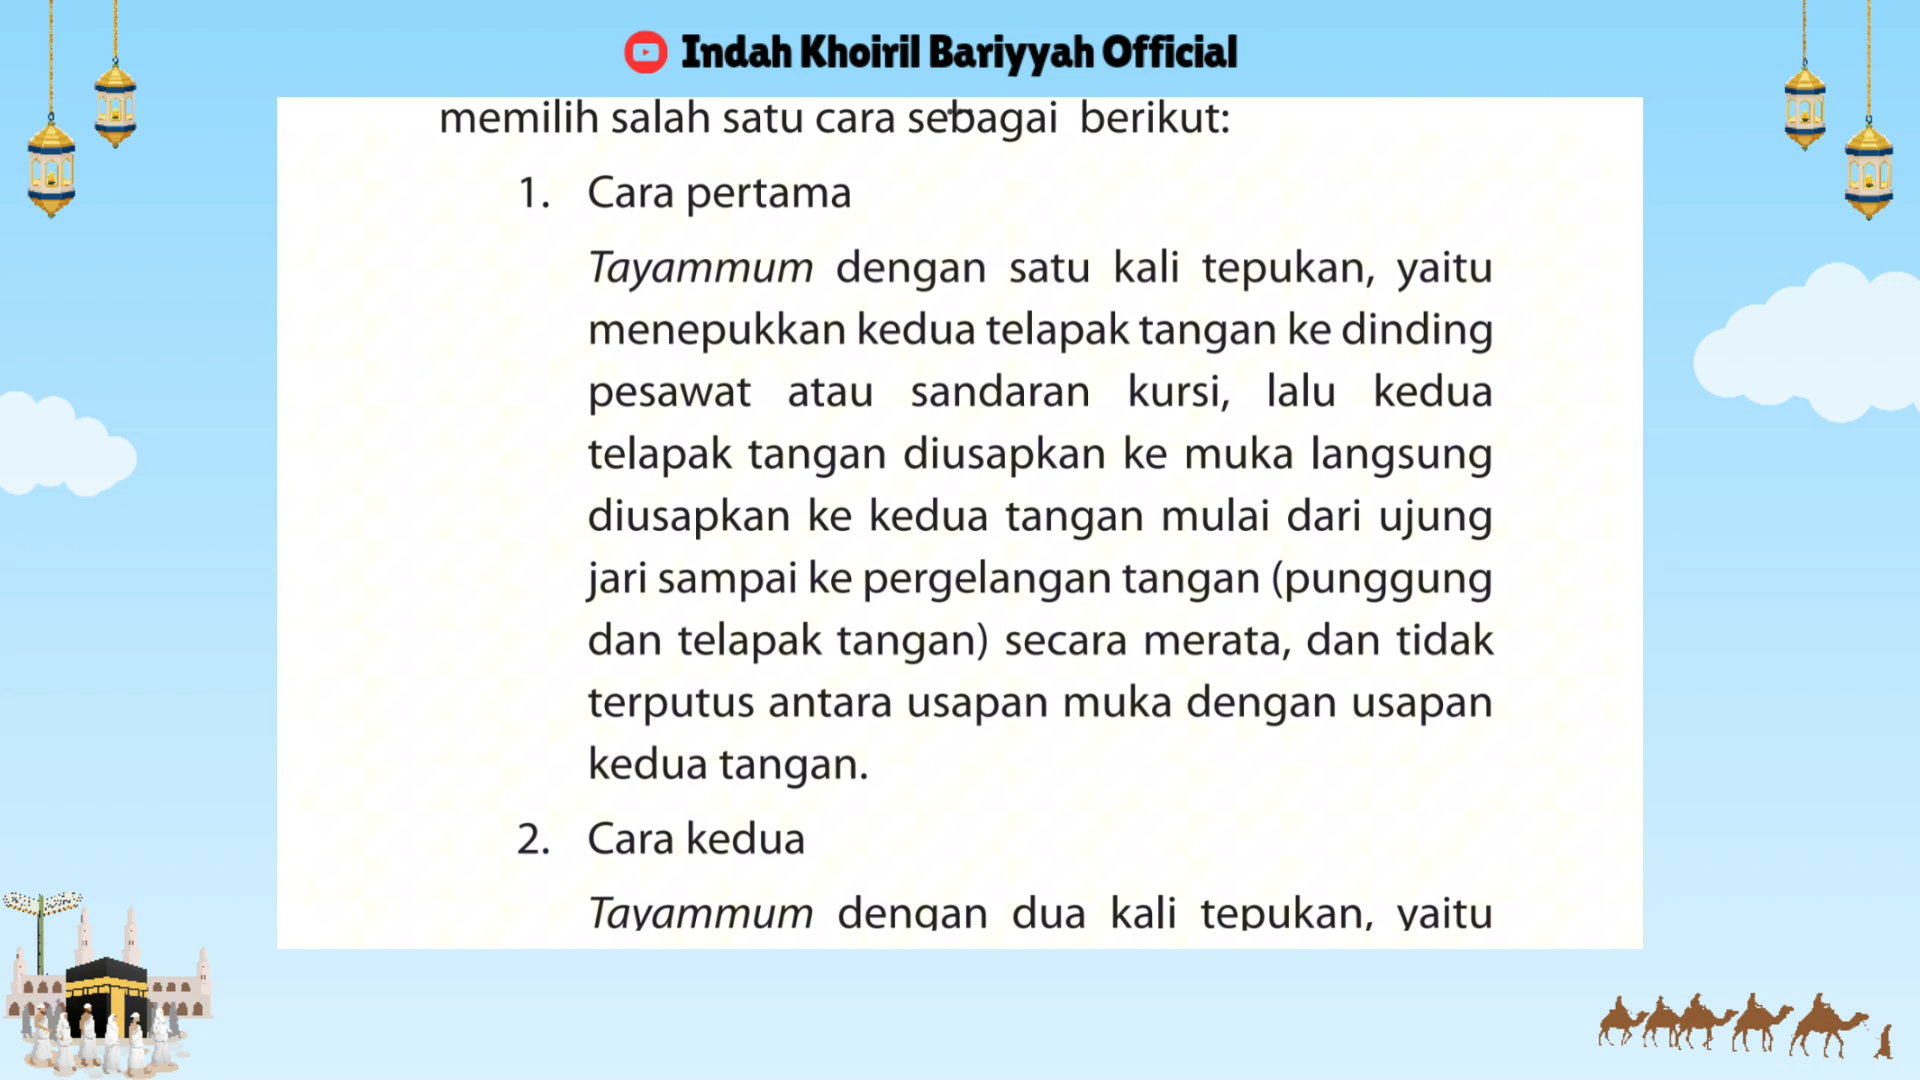 Indah Khoiril Bariyyah Official
memilih salah satu cara sebagai berikut:
1. Cara pertama
Tayammum dengan satu kali tepukan, yaitu
menepukkan kedua telapak tangan ke dinding
pesawat atau sandaran kursi, lalu kedua
telapak tangan diusapkan ke muka langsung
diusapkan ke kedua tangan mulai dari ujung
jari sampai ke pergelangan tangan (punggung
dan telapak tangan) secara merata, dan tidak
terputus antara usapan muka dengan usapan
kedua tangan.
2. Cara kedua
Tayammum dengan dua kali tepukan, yaitu